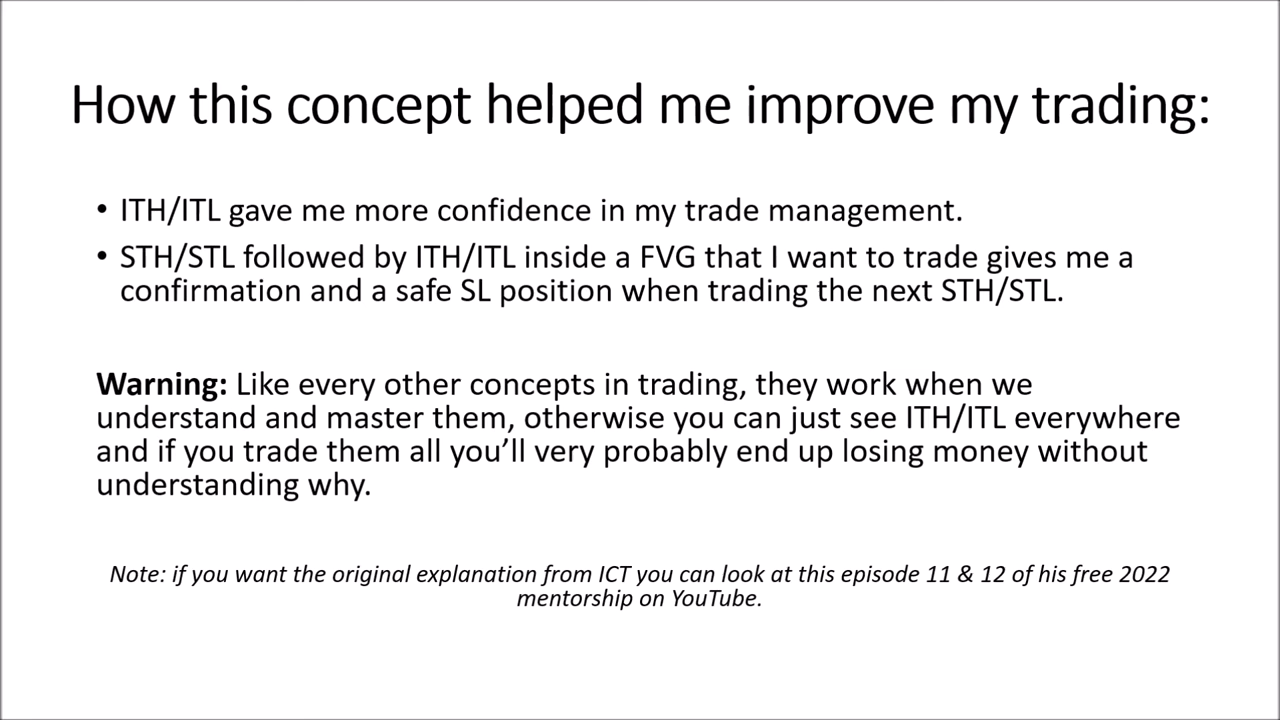 How this concept helped me improve my trading:
• ITH/ITL gave me more confidence in my trade management.
• STH/STL followed by ITH/ITL inside a FVG that I want to trade gives me a
confirmation and a safe SL position when trading the next STH/STL.
Warning: Like every other concepts in trading, they work when we
understand and master them, otherwise you can just see ITH/ITL everywhere
and if you trade them all you’ll very probably end up losing money without
understanding why.
Note: if you want the original explanation from ICT you can look at this episode 11 & 12 of his free 2022
mentorship on YouTube.